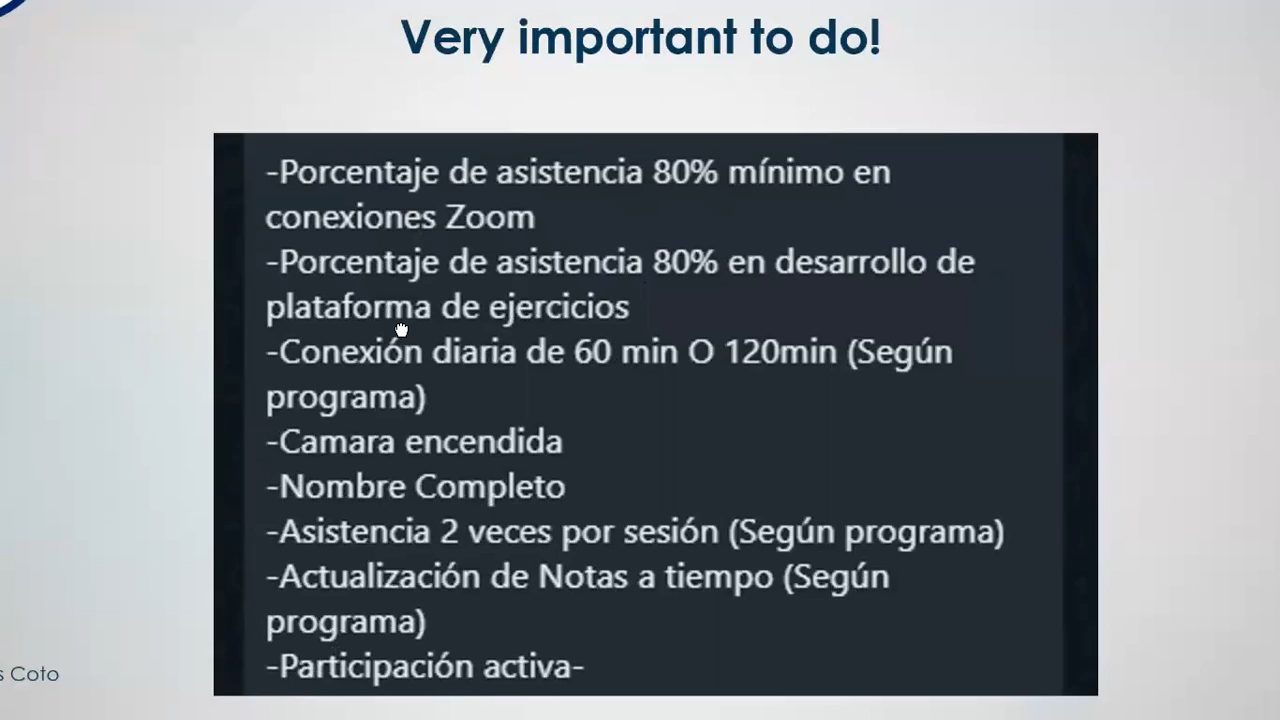 Very important to do!
-Porcentaje de asistencia 80% mínimo en
conexiones Zoom
-Porcentaje de asistencia 80% en desarrollo de
plataforma de ejercicios
-Conexión diaria de 60 min O 120min (Según
programa)
-Camara encendida
-Nombre Completo
-Asistencia 2 veces por sesión (Según programa)
-Actualización de Notas a tiempo (Según
programa)
-Participación activa-
s Coto